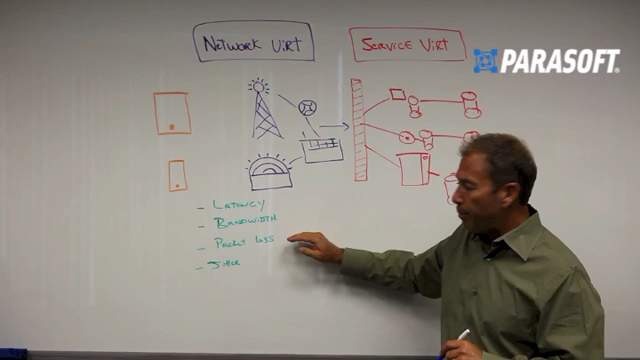 NETWORK VIRT
SERVICE VIRT
PARASOFT
- LATENCY
- BANDWIDTH
- Packet loss
- Jitter